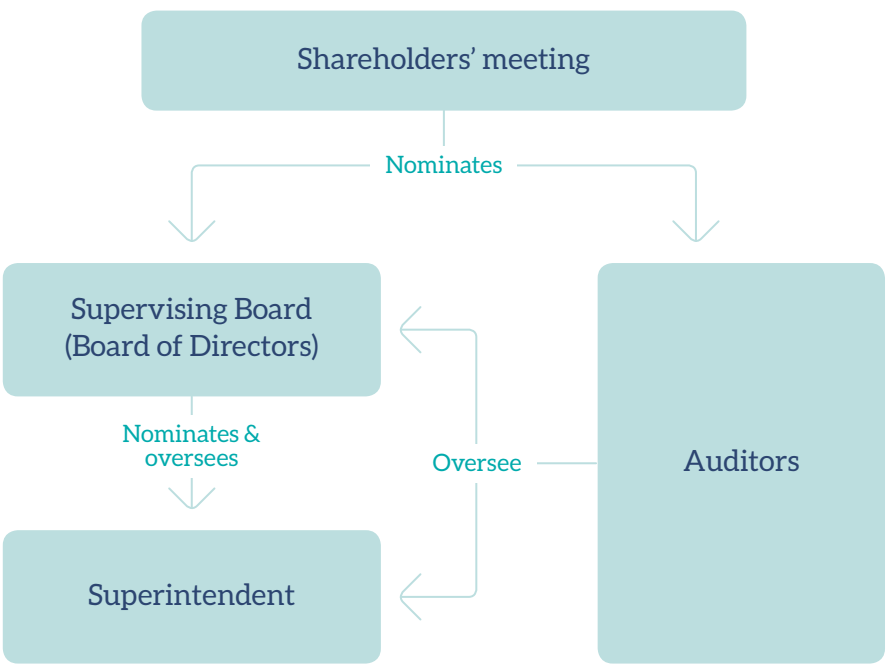 Shareholders’ meeting
Nominates
Supervising Board
(Board of Directors)
Nominates &
oversees
Oversee
Auditors
Superintendent